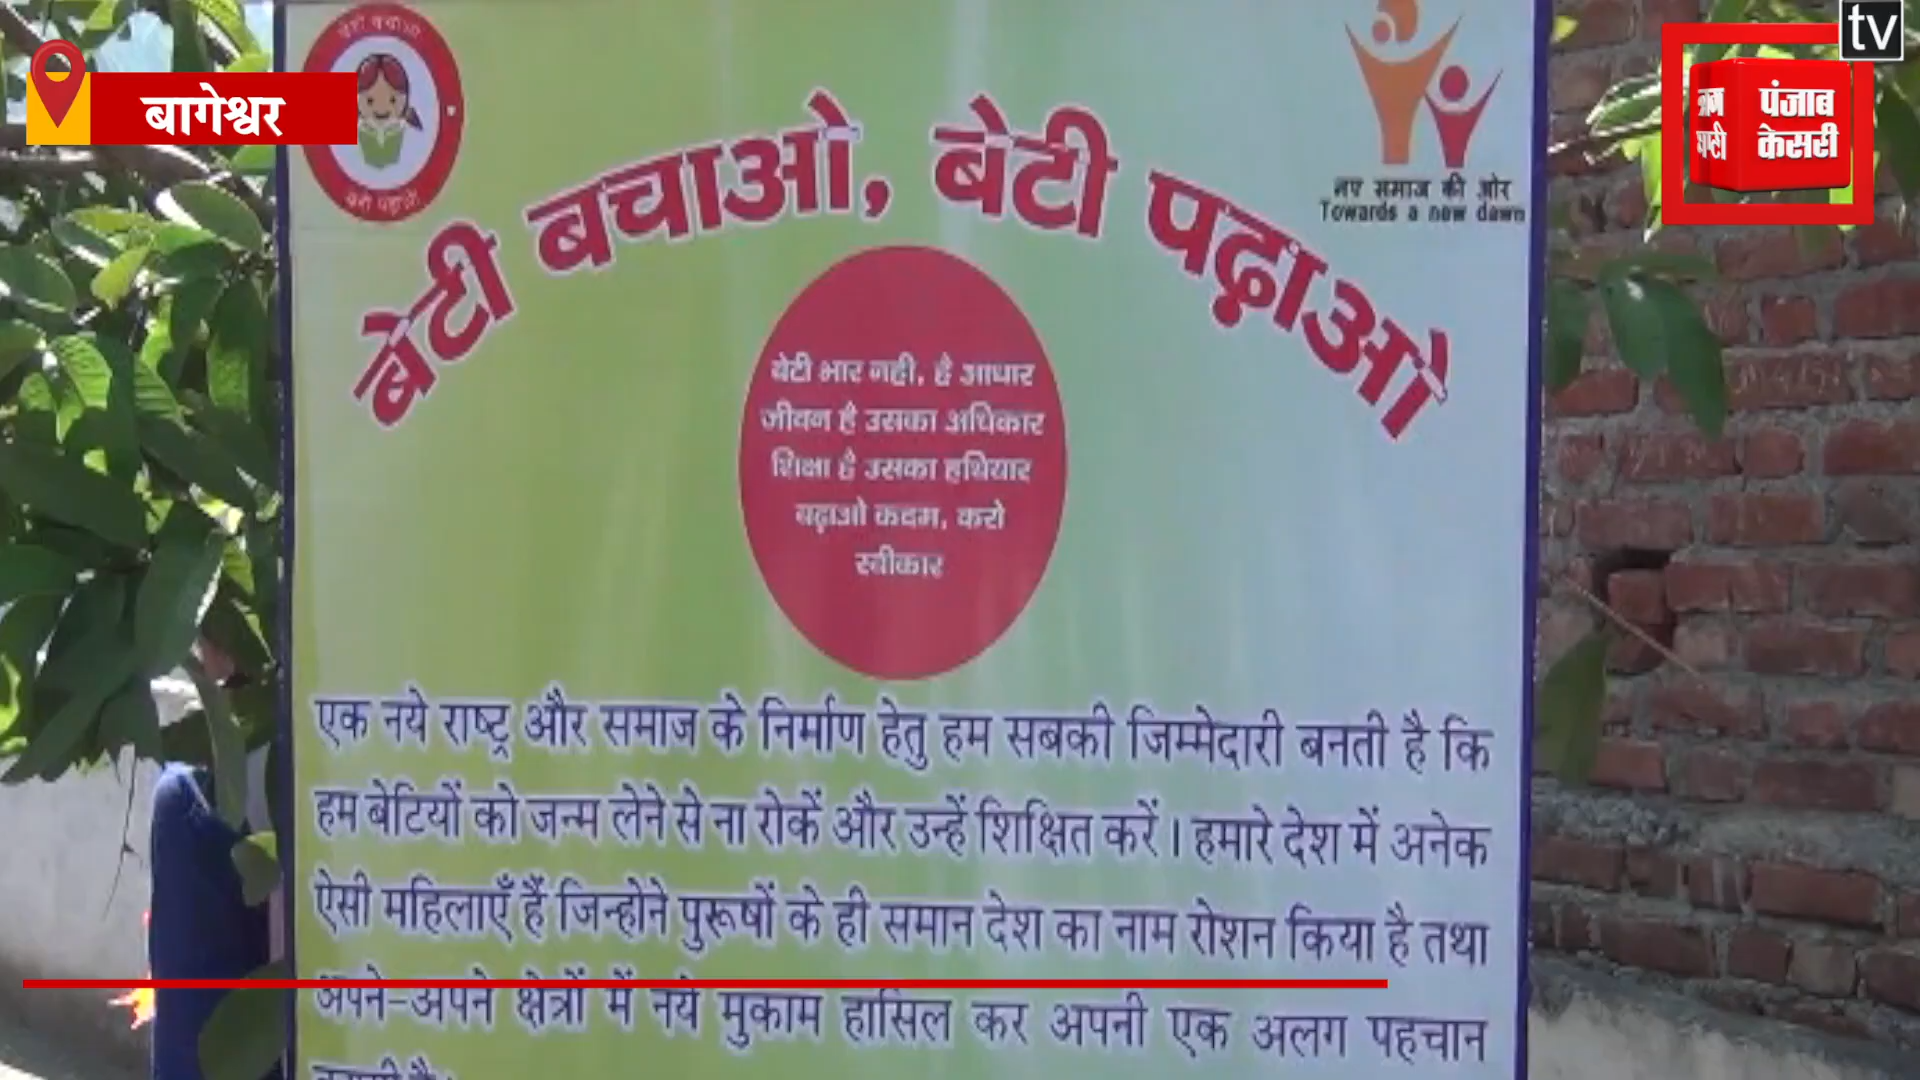 बागेश्वर
tv
पंजाब
केसरी
बेटी बचाओ, बेटी पढ़ाओ
नए समाज की ओर
Towards a new dawn
बेटी भार नही, है आधार
जीवन है उसका अधिकार
शिक्षा है उसका हथियार
बढ़ाओ कदम, करो
स्वीकार
एक नये राष्ट्र और समाज के निर्माण हेतु हम सबकी जिम्मेदारी बनती है कि
हम बेटियों को जन्म लेने से ना रोकें और उन्हें शिक्षित करें। हमारे देश में अनेक
ऐसी महिलाएँ हैं जिन्होने पुरूषों के ही समान देश का नाम रोशन किया है तथा
अपने-अपने क्षेत्रों में नये मुकाम हासिल कर अपनी एक अलग पहचान